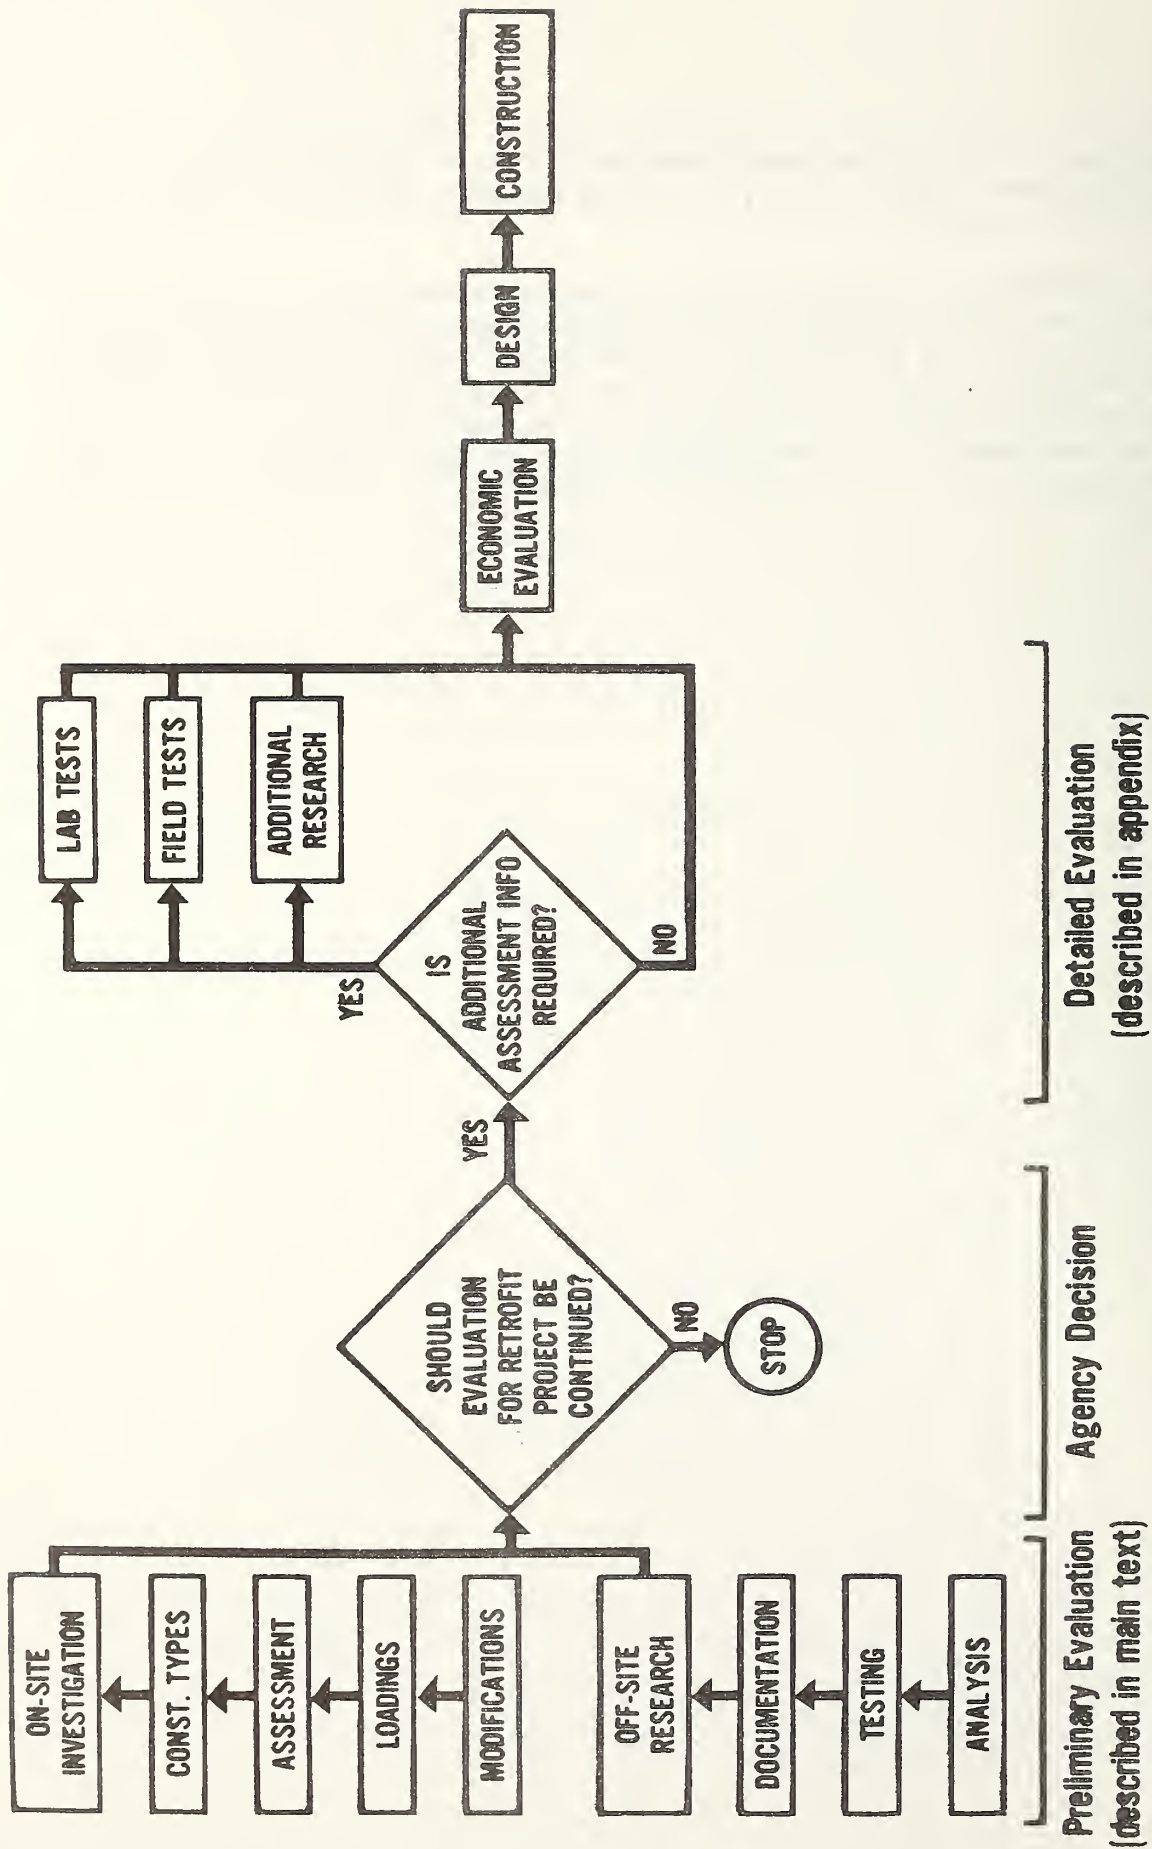 ON-SITE
INVESTIGATION
CONST. TYPES
ASSESSMENT
LOADINGS
MODIFICATIONS
OFF-SITE
RESEARCH
DOCUMENTATION
TESTING
ANALYSIS
Preliminary Evaluation
(described in main text)
SHOULD
EVALUATION
FOR RETROFIT
PROJECT BE
CONTINUED?
NO
STOP
YES
Agency Decision
IS
ADDITIONAL
ASSESSMENT INFO
REQUIRED?
YES
NO
LAB TESTS
FIELD TESTS
ADDITIONAL
RESEARCH
Detailed Evaluation
(described in appendix)
ECONOMIC
EVALUATION
DESIGN
CONSTRUCTION